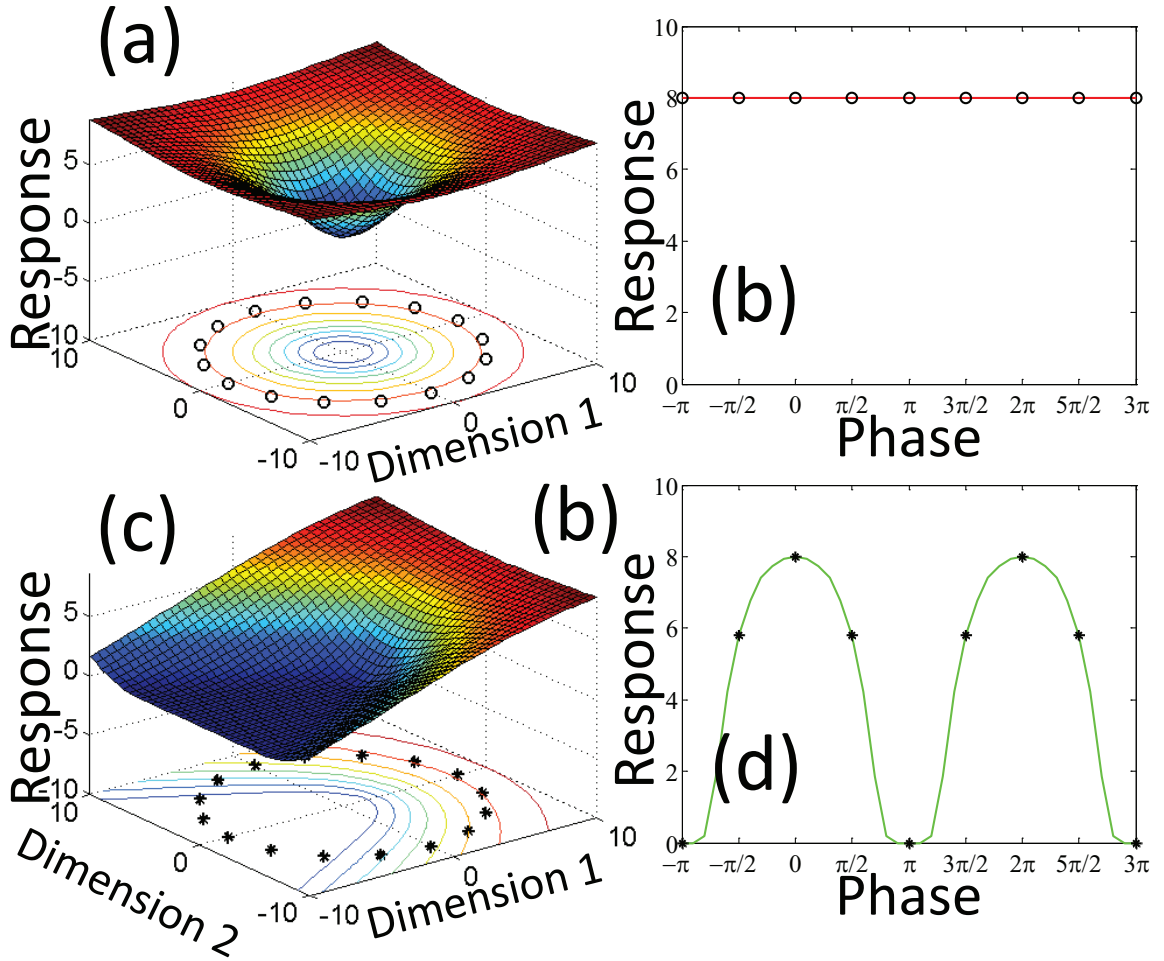 (a)
Response
5
0
-5
-10
10
0
-10
-10
0
10
Dimension 1
Response
10
8
6
4
2
0
(b)
−π
−π/2
0
π/2
π
3π/2
2π
5π/2
3π
Phase
(c)
(b)
Response
5
0
-5
-10
10
0
-10
-10
0
10
Dimension 2
Dimension 1
Response
10
8
6
4
2
0
(d)
−π
−π/2
0
π/2
π
3π/2
2π
5π/2
3π
Phase